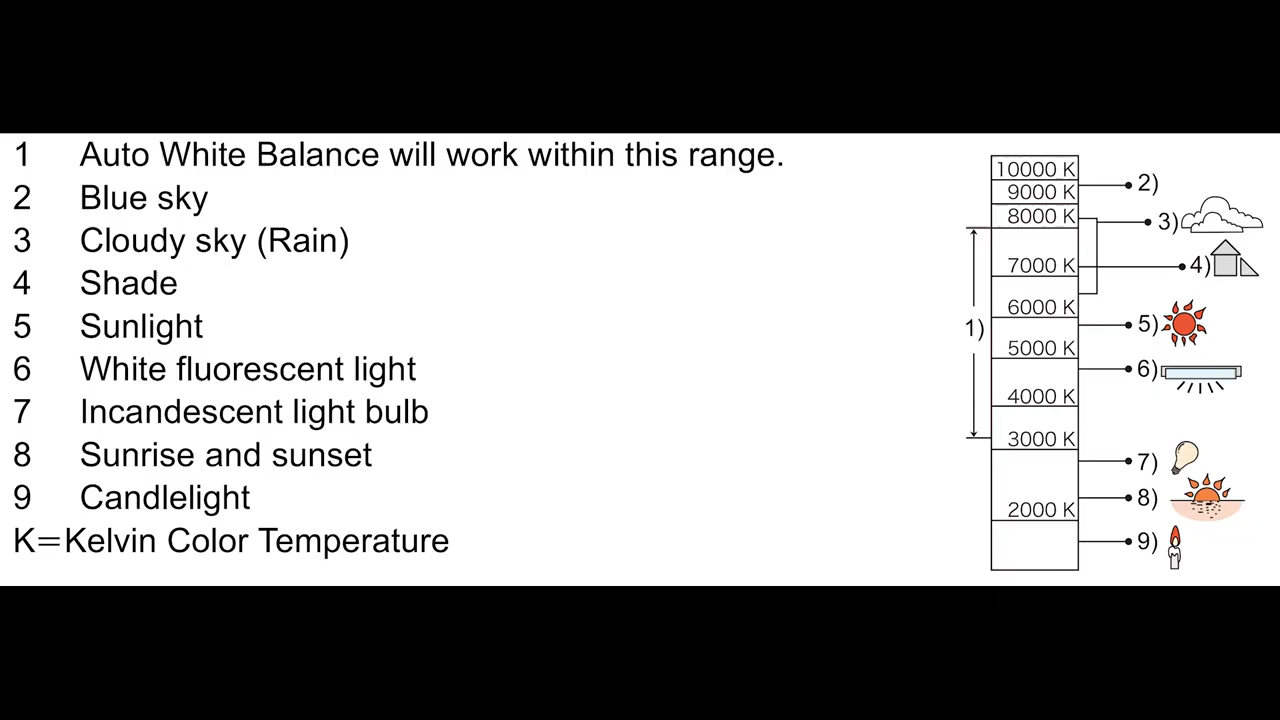 1 Auto White Balance will work within this range.
2 Blue sky
3 Cloudy sky (Rain)
4 Shade
5 Sunlight
6 White fluorescent light
7 Incandescent light bulb
8 Sunrise and sunset
9 Candlelight
K=Kelvin Color Temperature
10000 K
2)
9000 K
8000 K
3)
7000 K
4)
6000 K
1)
5)
5000 K
6)
4000 K
3000 K
7)
8)
2000 K
9)